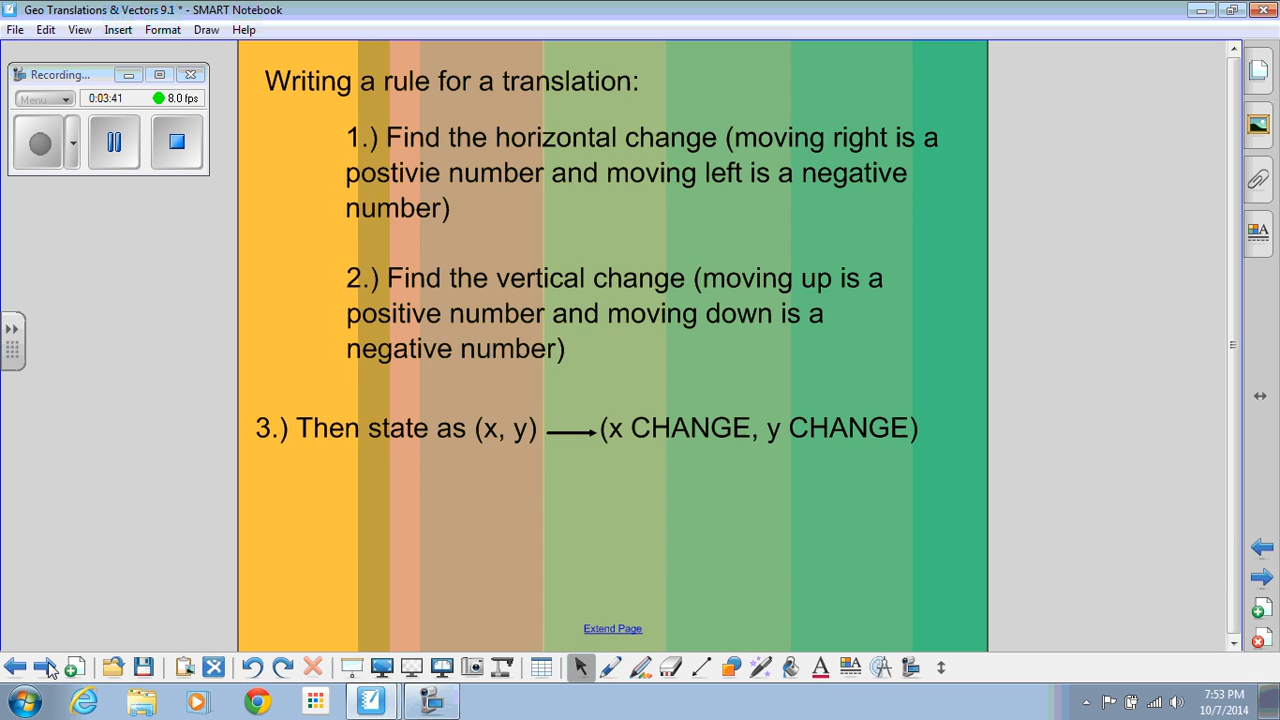 Geo Translations & Vectors 9.1 * - SMART Notebook
File Edit View Insert Format Draw Help
Recording...
Menu 0:03:41 8.0 fps
Writing a rule for a translation:
1.) Find the horizontal change (moving right is a
postivie number and moving left is a negative
number)
2.) Find the vertical change (moving up is a
positive number and moving down is a
negative number)
3.) Then state as (x, y) ⟶ (x CHANGE, y CHANGE)
Extend Page
7:53 PM
10/7/2014